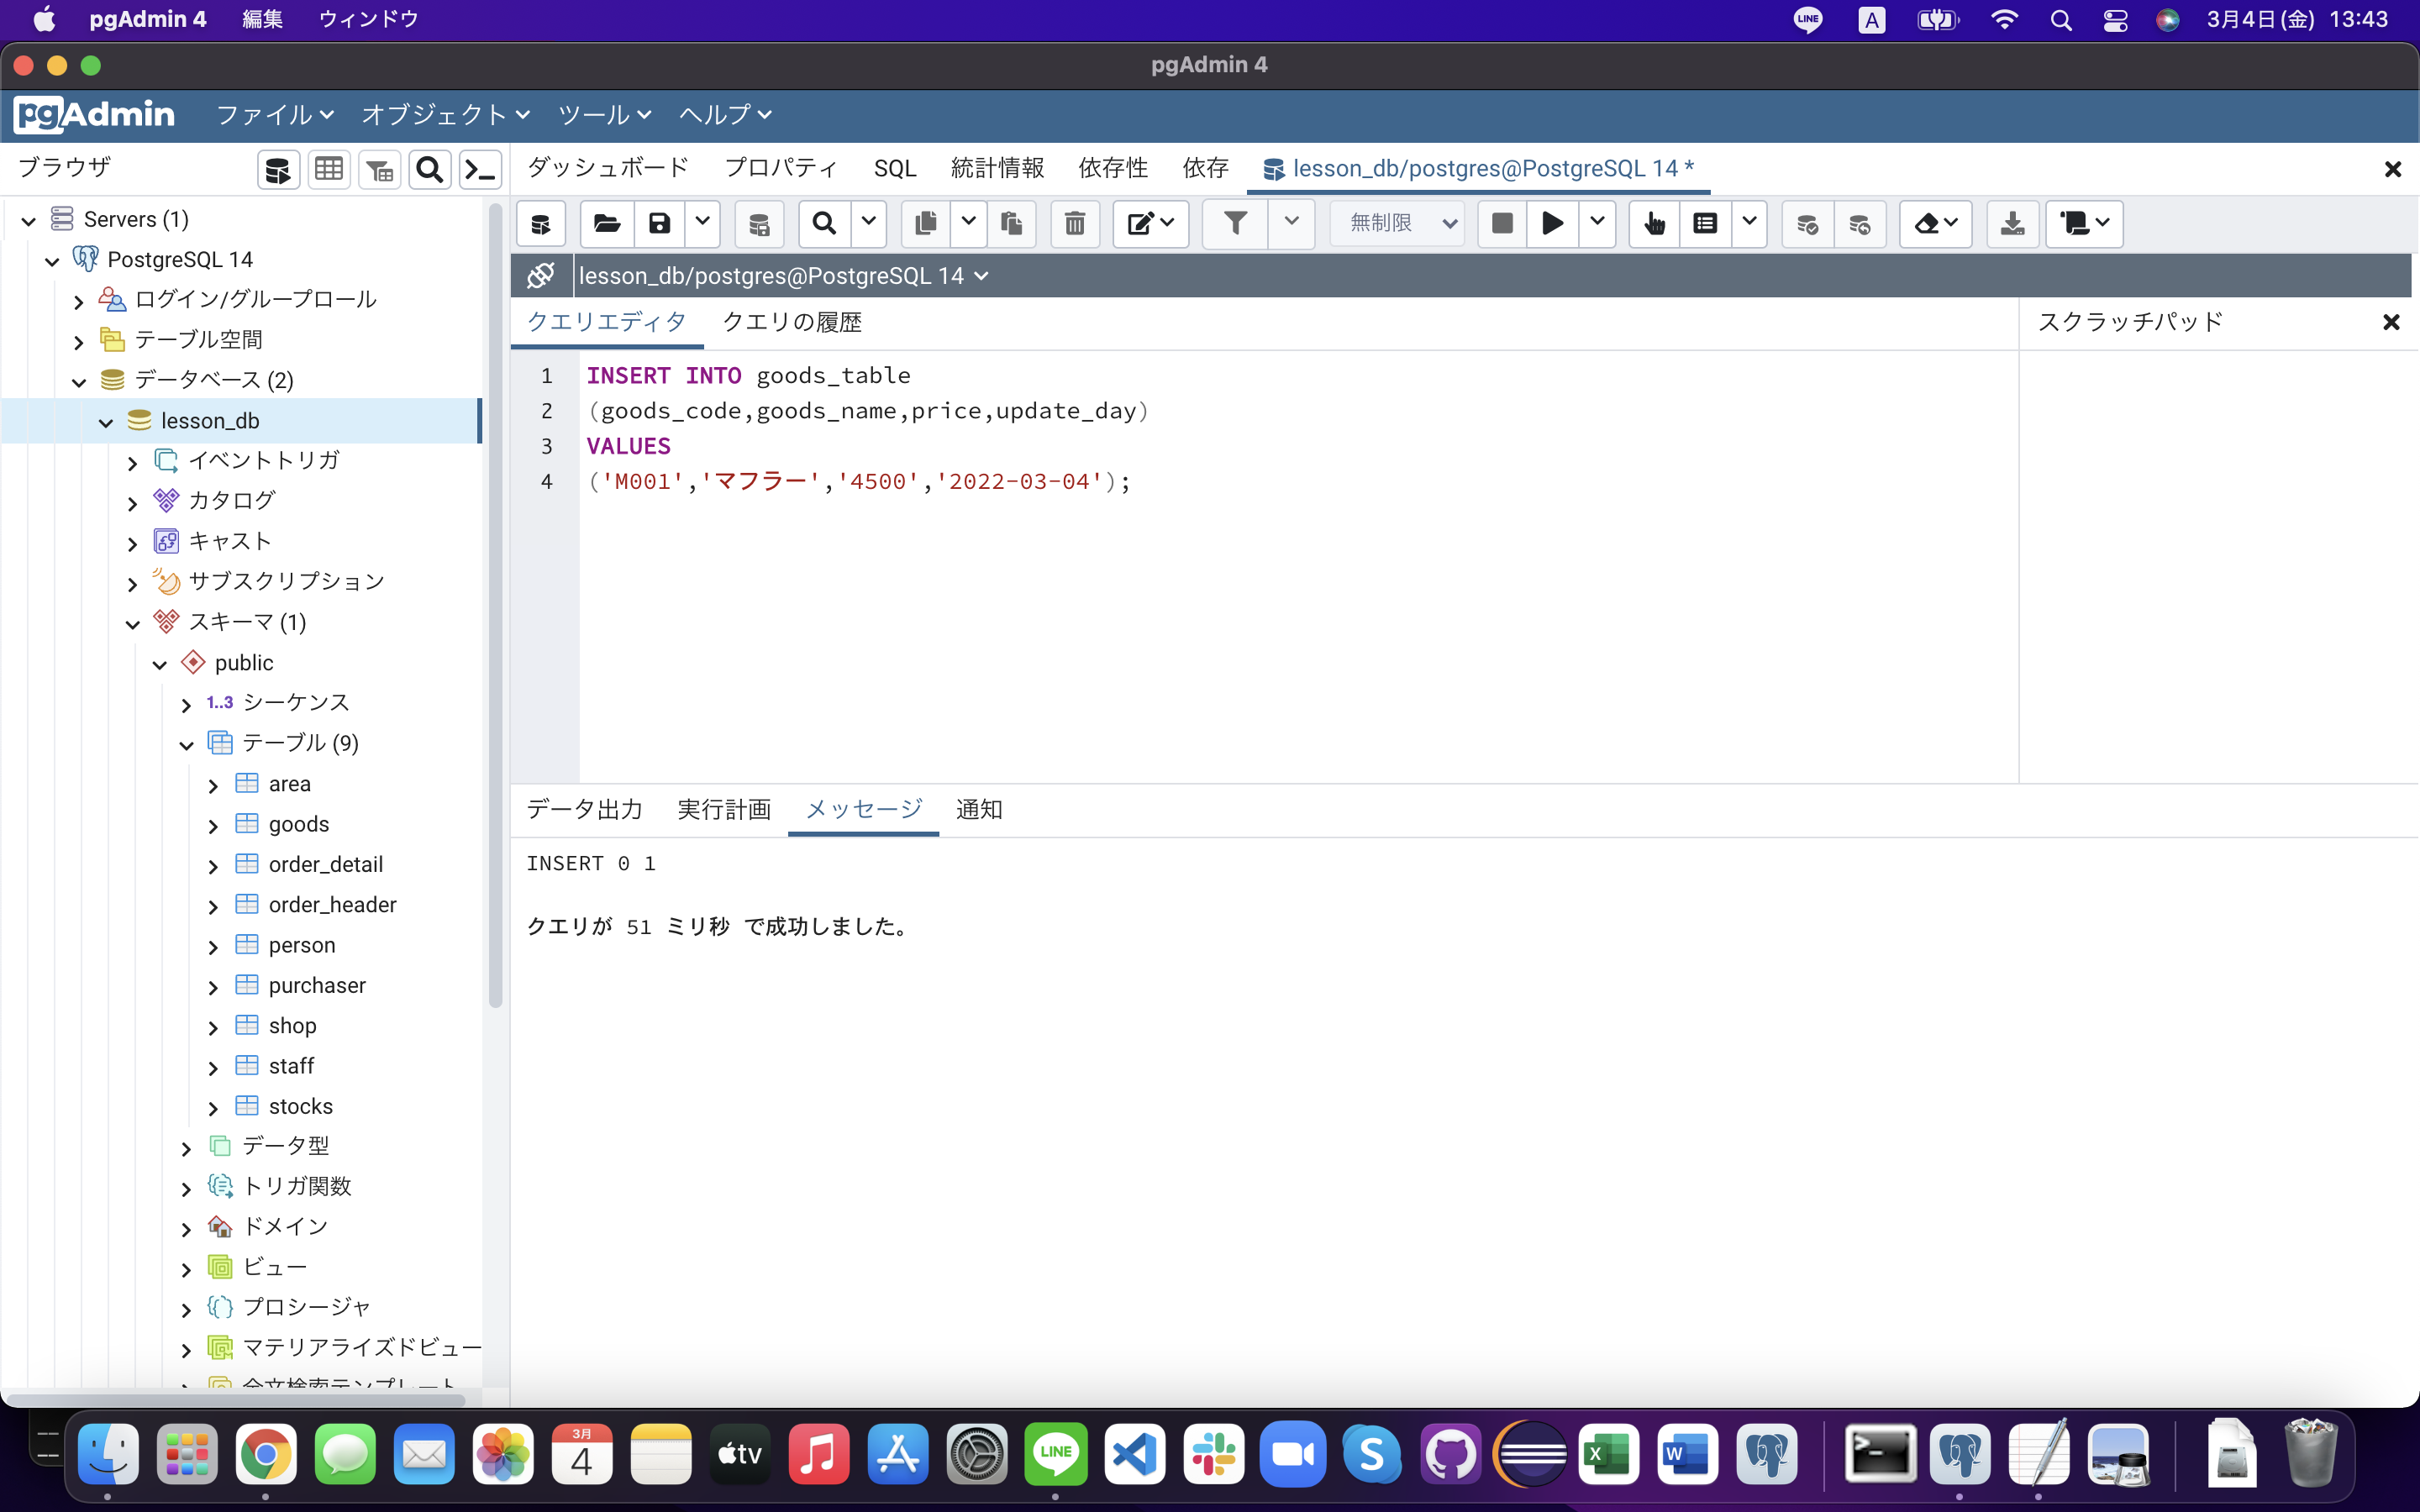 pgAdmin 4 編集 ウィンドウ LINE A 3月4日(金) 13:43
pgAdmin 4
pgAdmin ファイル オブジェクト ツール ヘルプ
ブラウザ
ダッシュボード プロパティ SQL 統計情報 依存性 依存 lesson_db/postgres@PostgreSQL 14 *
無制限
lesson_db/postgres@PostgreSQL 14
クエリエディタ クエリの履歴
スクラッチパッド
1 INSERT INTO goods_table
2 (goods_code,goods_name,price,update_day)
3 VALUES
4 ('M001','マフラー','4500','2022-03-04');
データ出力 実行計画 メッセージ 通知
INSERT 0 1
クエリが 51 ミリ秒 で成功しました。
Servers (1)
PostgreSQL 14
ログイン/グループロール
テーブル空間
データベース (2)
lesson_db
イベントトリガ
カタログ
キャスト
サブスクリプション
スキーマ (1)
public
1..3 シーケンス
テーブル (9)
area
goods
order_detail
order_header
person
purchaser
shop
staff
stocks
データ型
トリガ関数
ドメイン
ビュー
プロシージャ
マテリアライズドビュー
全文検索テンプレート
3月
4
tv
LINE
S
X
W